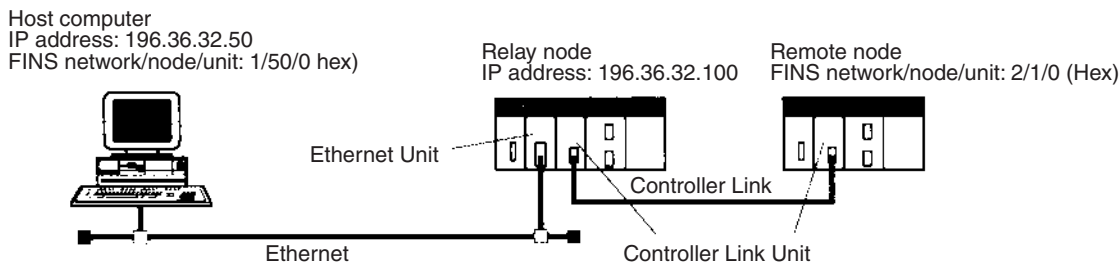 Host computer
IP address: 196.36.32.50
FINS network/node/unit: 1/50/0 hex)
Relay node
IP address: 196.36.32.100
Remote node
FINS network/node/unit: 2/1/0 (Hex)
Ethernet Unit
Controller Link
Ethernet
Controller Link Unit